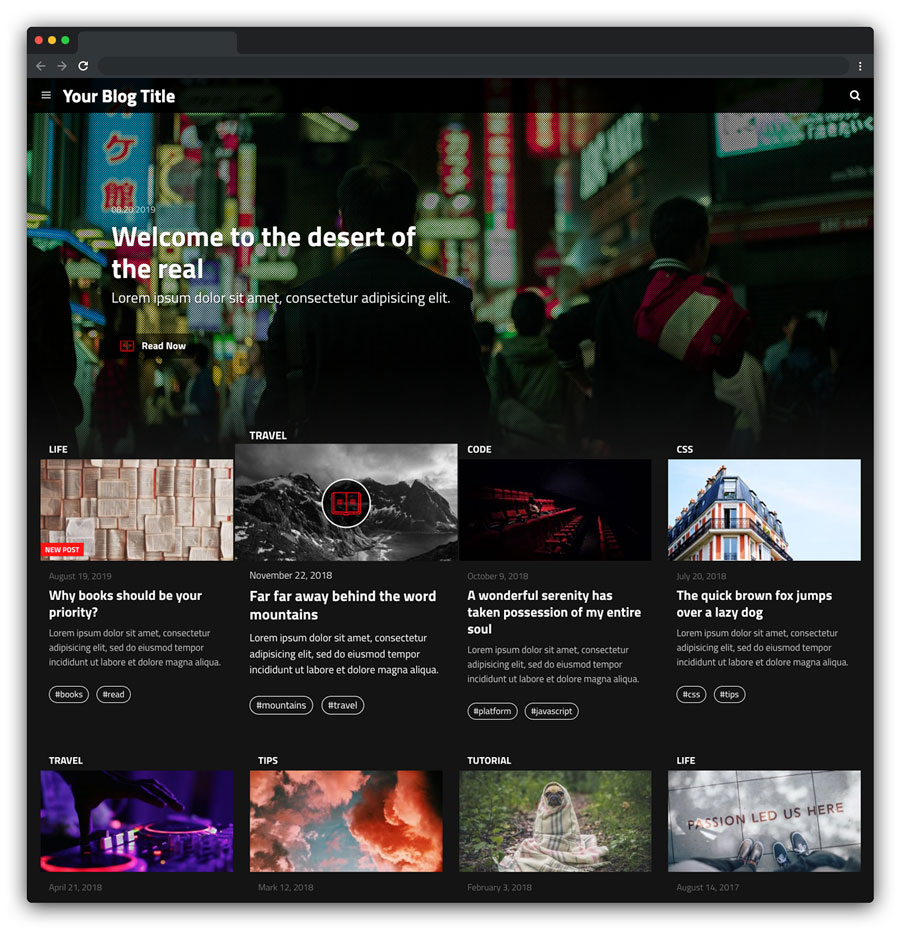 Your Blog Title
ケ
館
08.20.2019
Welcome to the desert of
the real
Lorem ipsum dolor sit amet, consectetur adipisicing elit.
Read Now
LIFE
NEW POST
August 19, 2019
Why books should be your
priority?
Lorem ipsum dolor sit amet, consectetur
adipisicing elit, sed do eiusmod tempor
incididunt ut labore et dolore magna aliqua.
#books
#read
TRAVEL
November 22, 2018
Far far away behind the word
mountains
Lorem ipsum dolor sit amet, consectetur
adipisicing elit, sed do eiusmod tempor
incididunt ut labore et dolore magna aliqua.
#mountains
#travel
CODE
October 9, 2018
A wonderful serenity has
taken possession of my entire
soul
Lorem ipsum dolor sit amet, consectetur
adipisicing elit, sed do eiusmod tempor
incididunt ut labore et dolore magna aliqua.
#platform
#javascript
CSS
July 20, 2018
The quick brown fox jumps
over a lazy dog
Lorem ipsum dolor sit amet, consectetur
adipisicing elit, sed do eiusmod tempor
incididunt ut labore et dolore magna aliqua.
#css
#tips
TRAVEL
April 21, 2018
TIPS
Mark 12, 2018
TUTORIAL
February 3, 2018
LIFE
PASSION LED US HERE
August 14, 2017